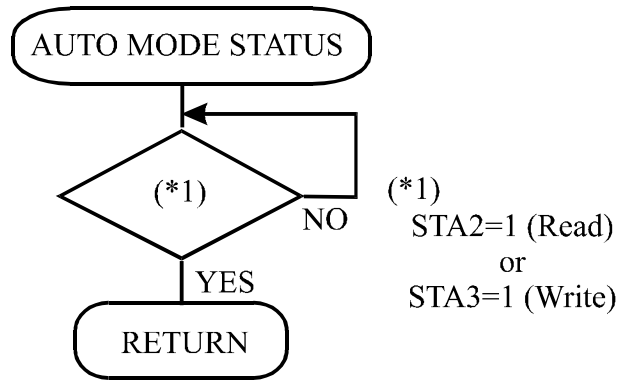 AUTO MODE STATUS
(*1)
NO
YES
RETURN
(*1)
STA2=1 (Read)
or
STA3=1 (Write)